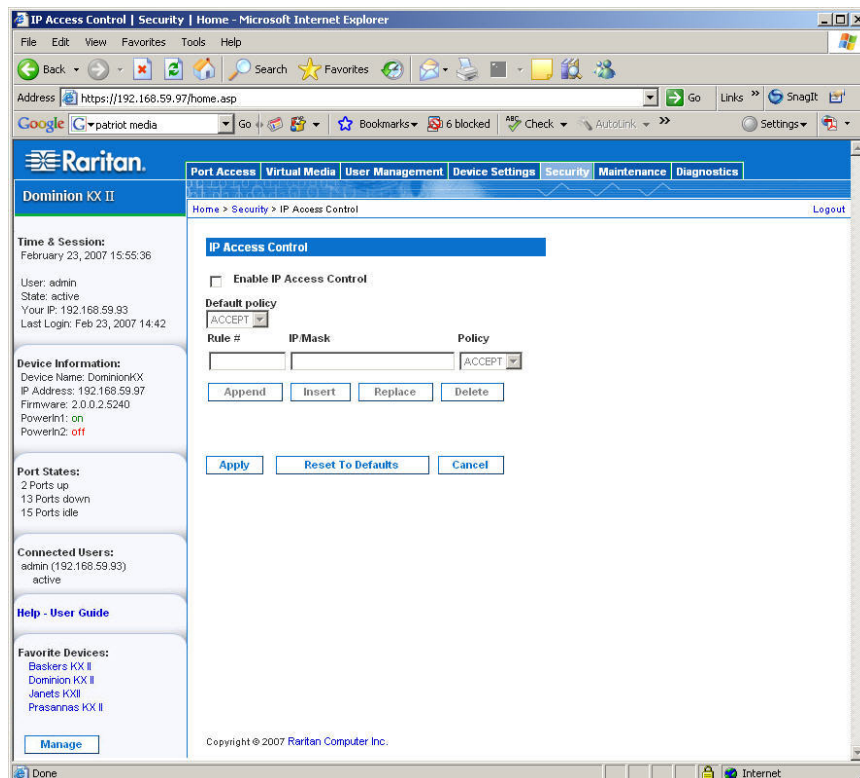 IP Access Control | Security | Home - Microsoft Internet Explorer
File Edit View Favorites Tools Help
Back Search Favorites
Address https://192.168.59.97/home.asp Go Links » SnagIt
Google patriot media Go Bookmarks 6 blocked ABC Check AutoLink » Settings
Raritan.
Port Access Virtual Media User Management Device Settings Security Maintenance Diagnostics
Dominion KX II
Home > Security > IP Access Control Logout
Time & Session:
February 23, 2007 15:55:36
User: admin
State: active
Your IP: 192.168.59.93
Last Login: Feb 23, 2007 14:42
Device Information:
Device Name: DominionKX
IP Address: 192.168.59.97
Firmware: 2.0.0.2.5240
PowerIn1: on
PowerIn2: off
Port States:
2 Ports up
13 Ports down
15 Ports idle
Connected Users:
admin (192.168.59.93)
active
Help - User Guide
Favorite Devices:
Baskers KX II
Dominion KX II
Janets KXII
Prasannas KX II
Manage
IP Access Control
Enable IP Access Control
Default policy
ACCEPT
Rule # IP/Mask Policy
ACCEPT
Append Insert Replace Delete
Apply Reset To Defaults Cancel
Copyright © 2007 Raritan Computer Inc.
Done Internet